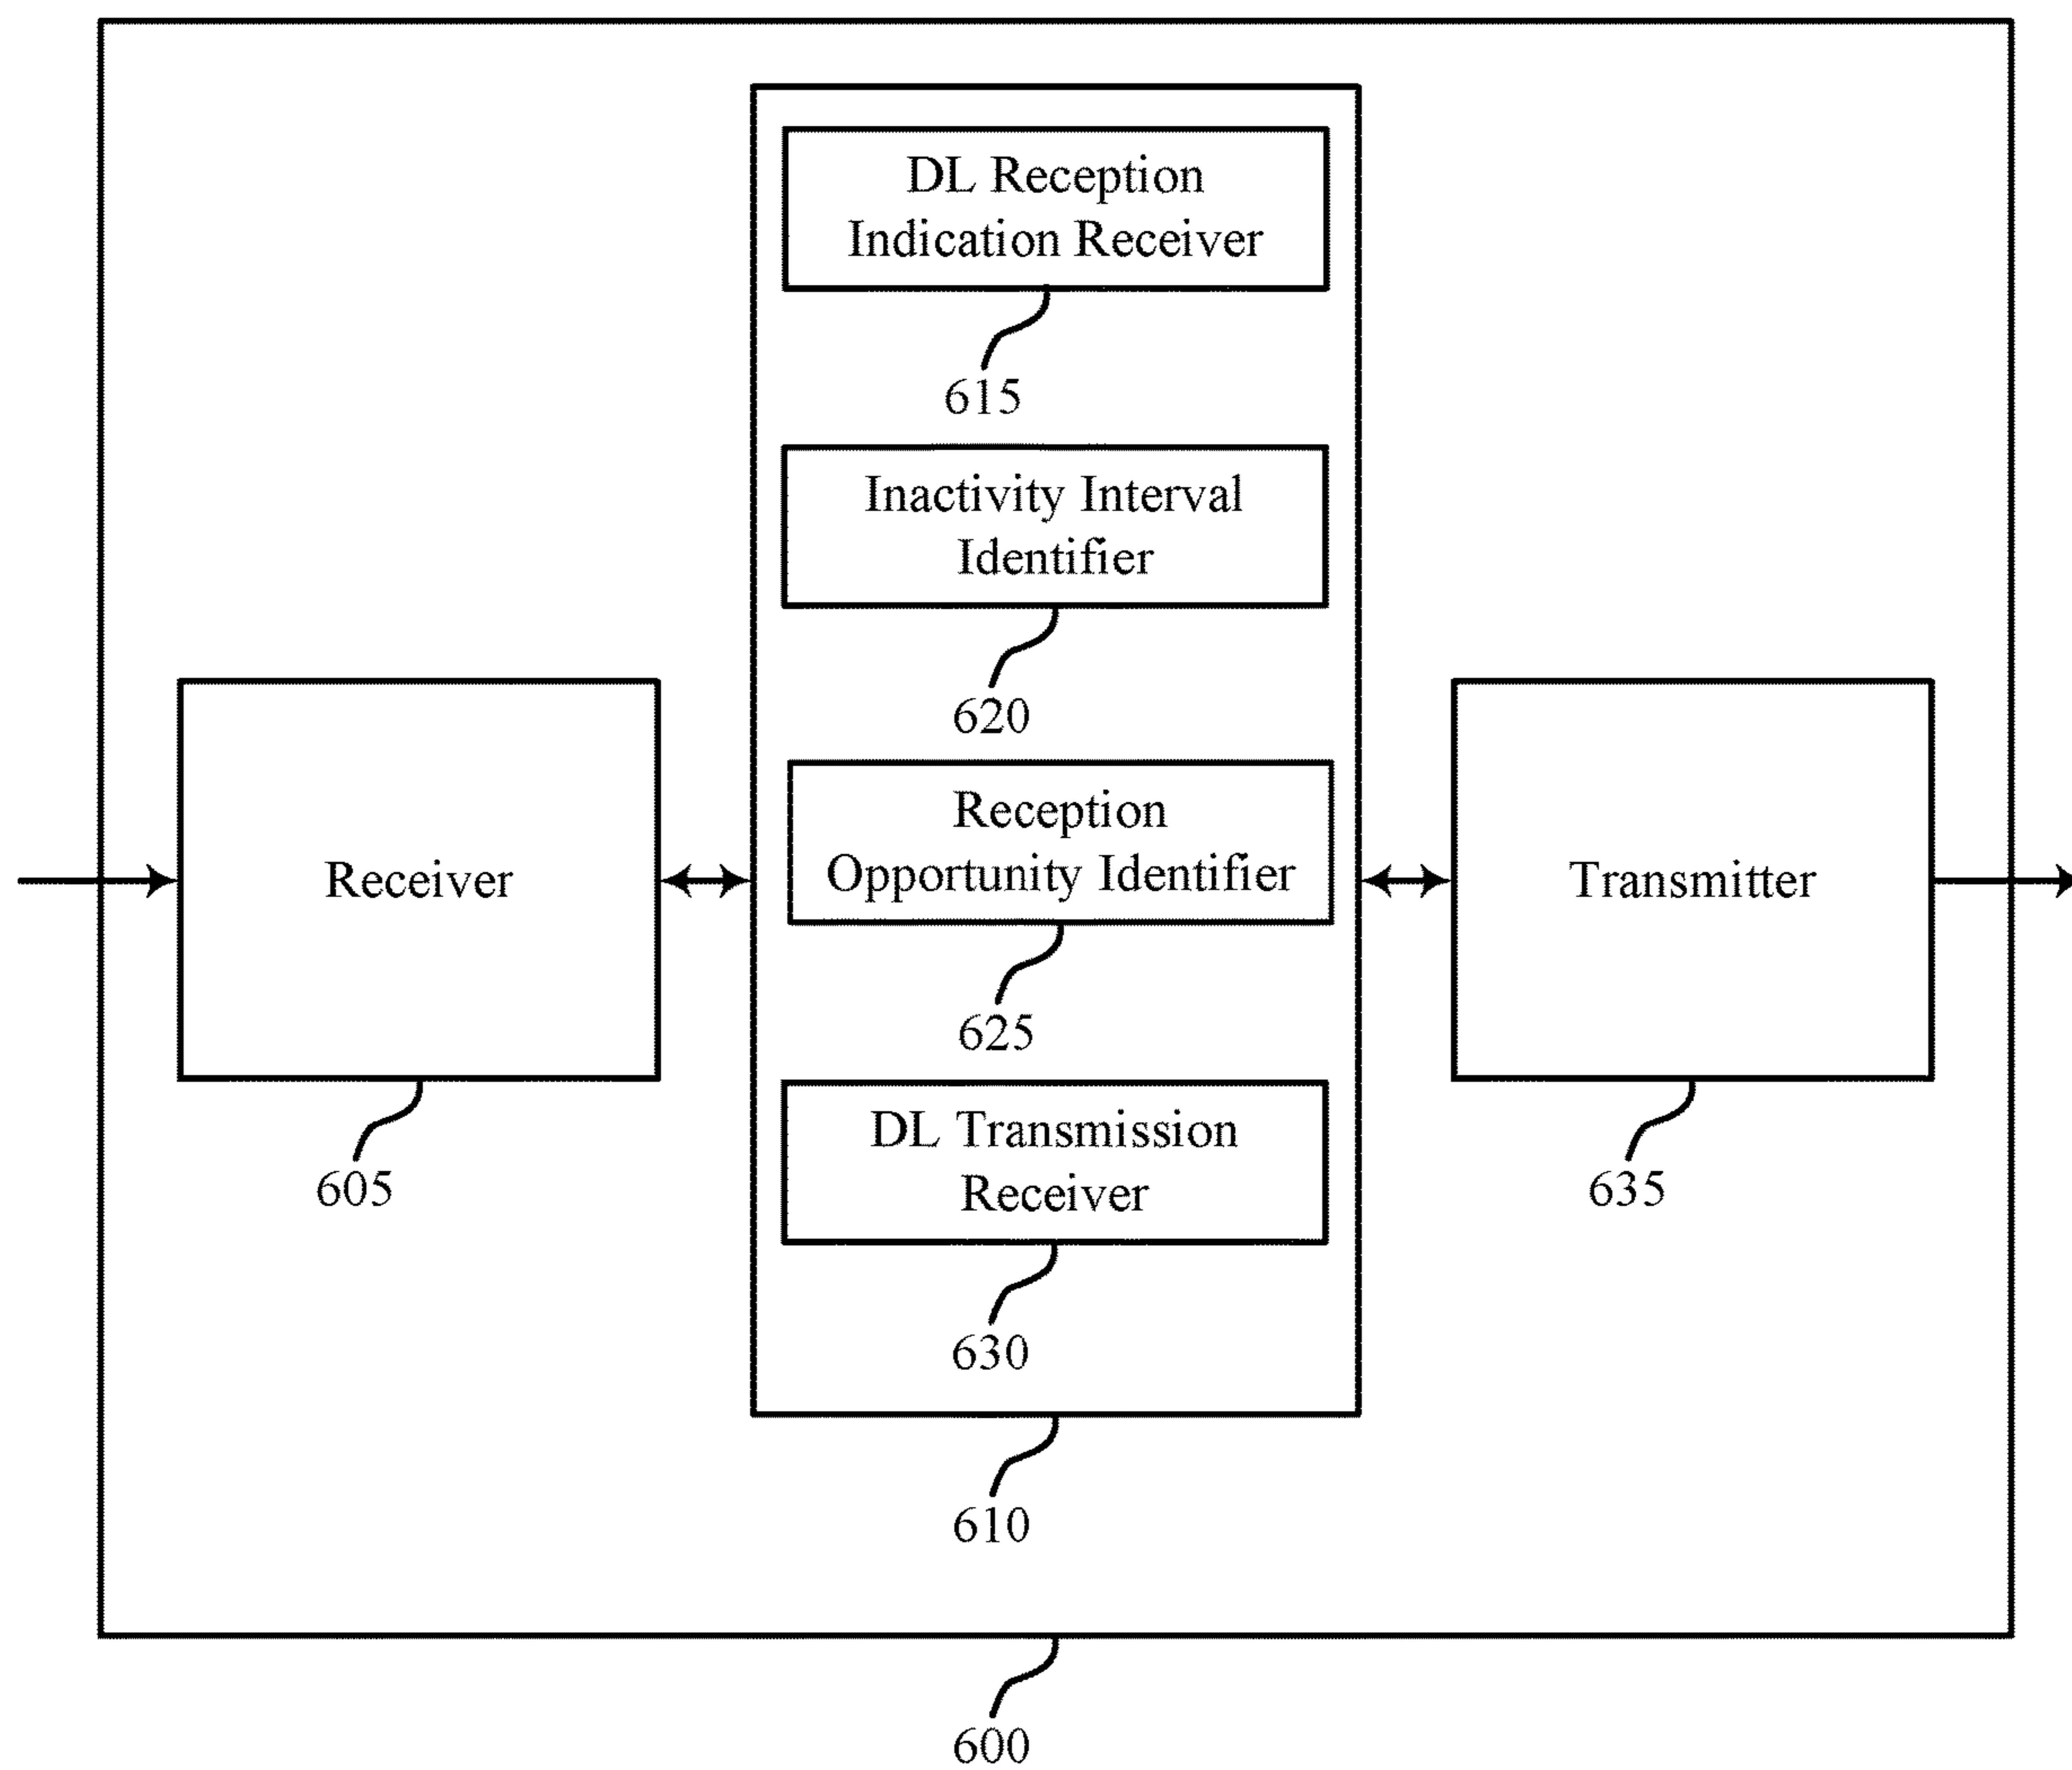 DL Reception
Indication Receiver
615
Inactivity Interval
Identifier
620
Reception
Opportunity Identifier
625
Receiver
Transmitter
DL Transmission
Receiver
605
635
630
610
600